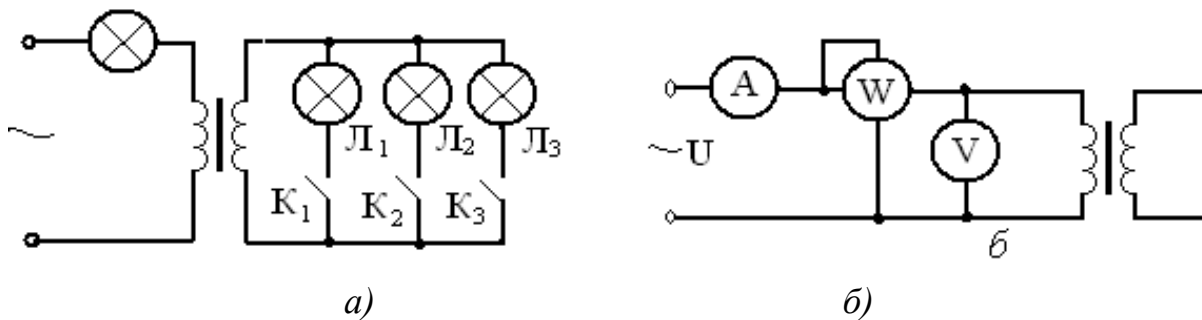 A W
Л₁ Л₂ Л₃ V
~ ~ U
К₁ К₂ К₃
б
а) б)